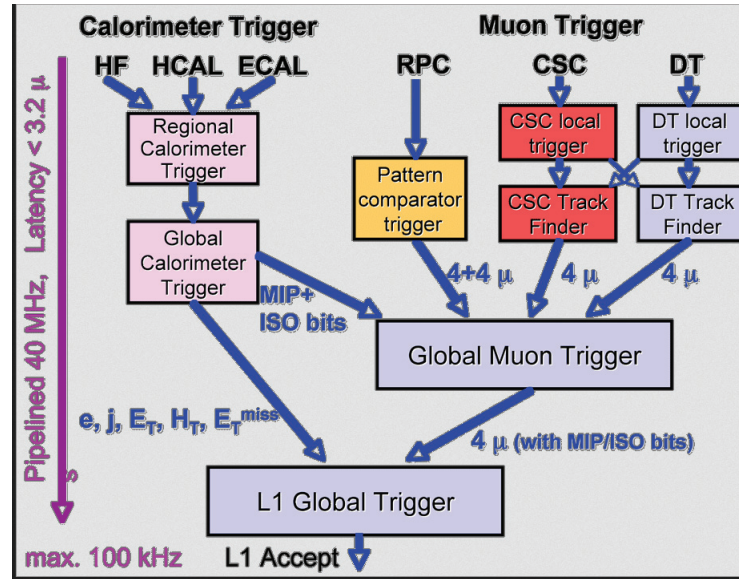 Calorimeter Trigger
Muon Trigger
HF HCAL ECAL
RPC CSC DT
Regional
Calorimeter
Trigger
CSC local
trigger
DT local
trigger
Pattern
comparator
trigger
CSC Track
Finder
DT Track
Finder
Global
Calorimeter
Trigger
MIP+
ISO bits
4+4 μ
4 μ
4 μ
Global Muon Trigger
e, j, E_T, H_T, E_T^miss
4 μ (with MIP/ISO bits)
L1 Global Trigger
L1 Accept
Pipelined 40 MHz, Latency < 3.2 μ
s
max. 100 kHz